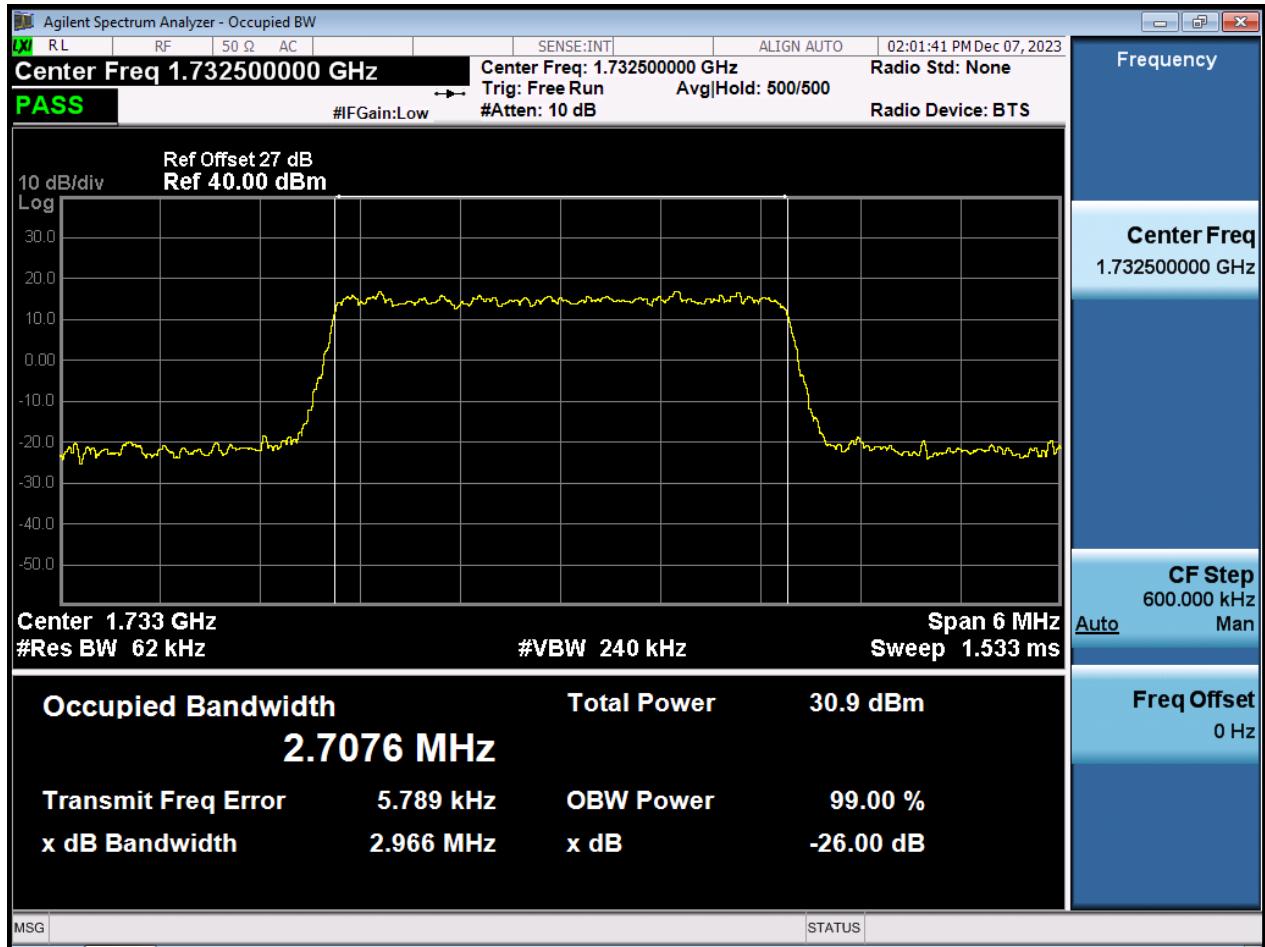 Agilent Spectrum Analyzer - Occupied BW
LXI RL RF 50 Ω AC SENSE:INT ALIGN AUTO 02:01:41 PM Dec 07, 2023
Center Freq 1.732500000 GHz
PASS
#IFGain:Low
Center Freq: 1.732500000 GHz
Trig: Free Run Avg|Hold: 500/500
#Atten: 10 dB
Radio Std: None
Radio Device: BTS
Ref Offset 27 dB
10 dB/div Ref 40.00 dBm
Log
30.0
20.0
10.0
0.00
-10.0
-20.0
-30.0
-40.0
-50.0
Center 1.733 GHz Span 6 MHz
#Res BW 62 kHz #VBW 240 kHz Sweep 1.533 ms
Occupied Bandwidth Total Power 30.9 dBm
2.7076 MHz
Transmit Freq Error 5.789 kHz OBW Power 99.00 %
x dB Bandwidth 2.966 MHz x dB -26.00 dB
MSG STATUS
Frequency
Center Freq
1.732500000 GHz
CF Step
600.000 kHz
Auto Man
Freq Offset
0 Hz